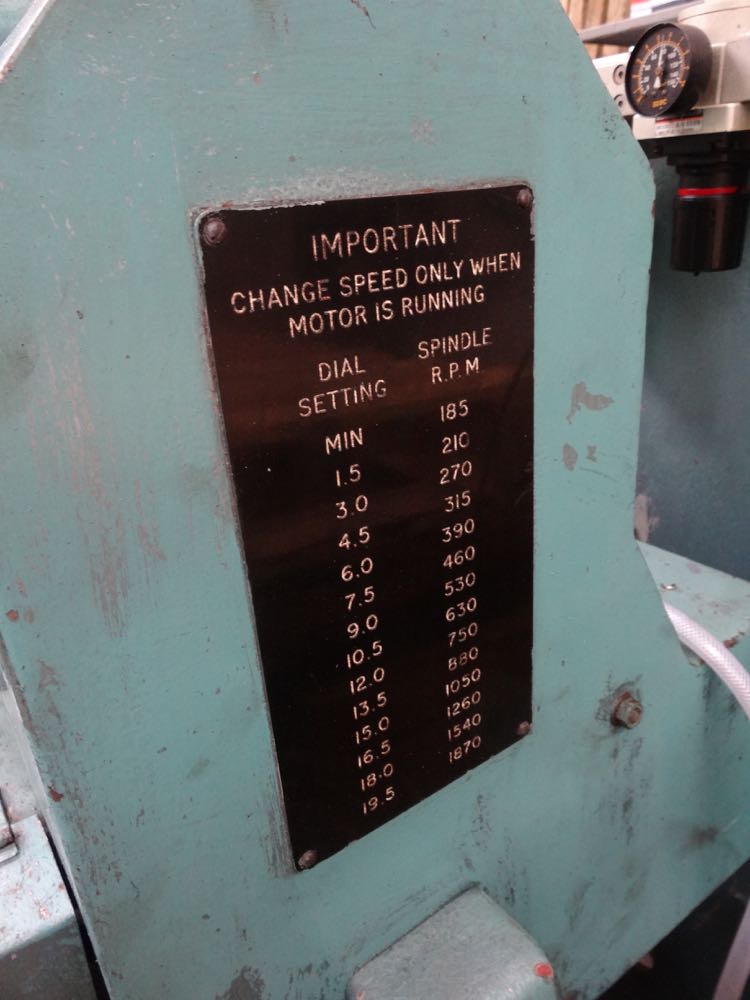 IMPORTANT
CHANGE SPEED ONLY WHEN
MOTOR IS RUNNING
DIAL SETTING SPINDLE R.P.M
MIN 185
1.5 210
3.0 270
4.5 315
6.0 390
7.5 460
9.0 530
10.5 630
12.0 750
13.5 880
15.0 1050
16.5 1260
18.0 1540
19.5 1870